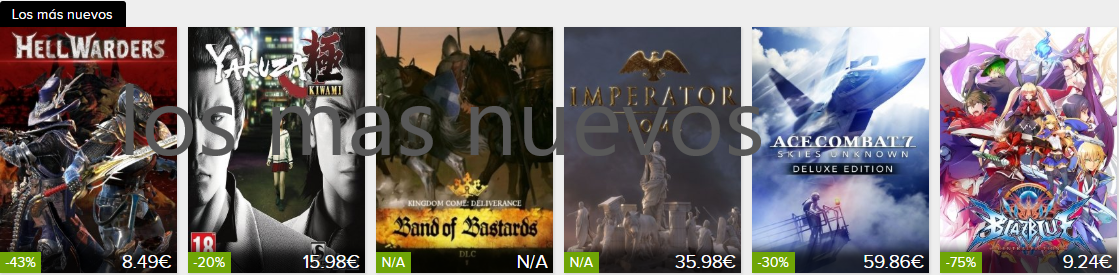 Los más nuevos
HELLWARDERS
-43%
8.49€
YAKUZA 極
KIWAMI
18
-20%
15.98€
KINGDOM COME: DELIVERANCE
Band of Bastards
DLC
N/A
N/A
IMPERATOR
N/A
35.98€
ACE COMBAT 7
SKIES UNKNOWN
DELUXE EDITION
-30%
59.86€
BLAZBLUE
-75%
9.24€
los mas nuevos